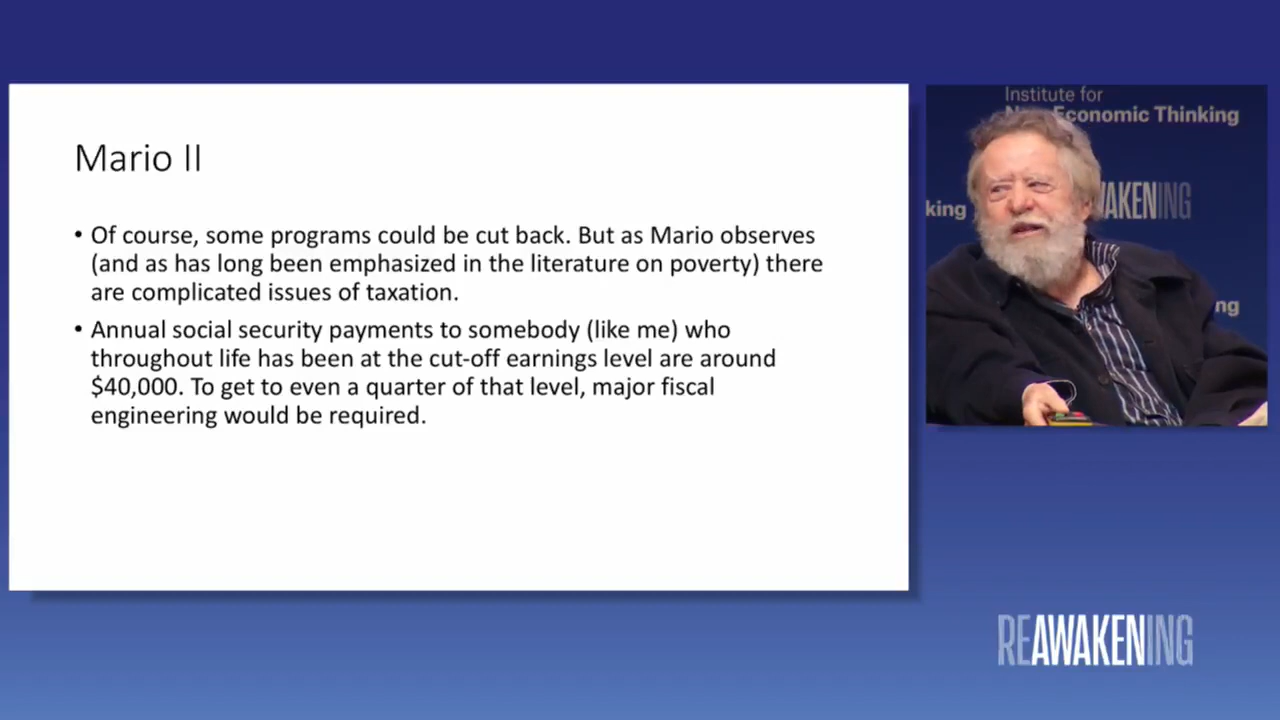 Mario II
• Of course, some programs could be cut back. But as Mario observes
(and as has long been emphasized in the literature on poverty) there
are complicated issues of taxation.
• Annual social security payments to somebody (like me) who
throughout life has been at the cut-off earnings level are around
$40,000. To get to even a quarter of that level, major fiscal
engineering would be required.
Institute for
Economic Thinking
king
WAKENING
ng
REAWAKENING